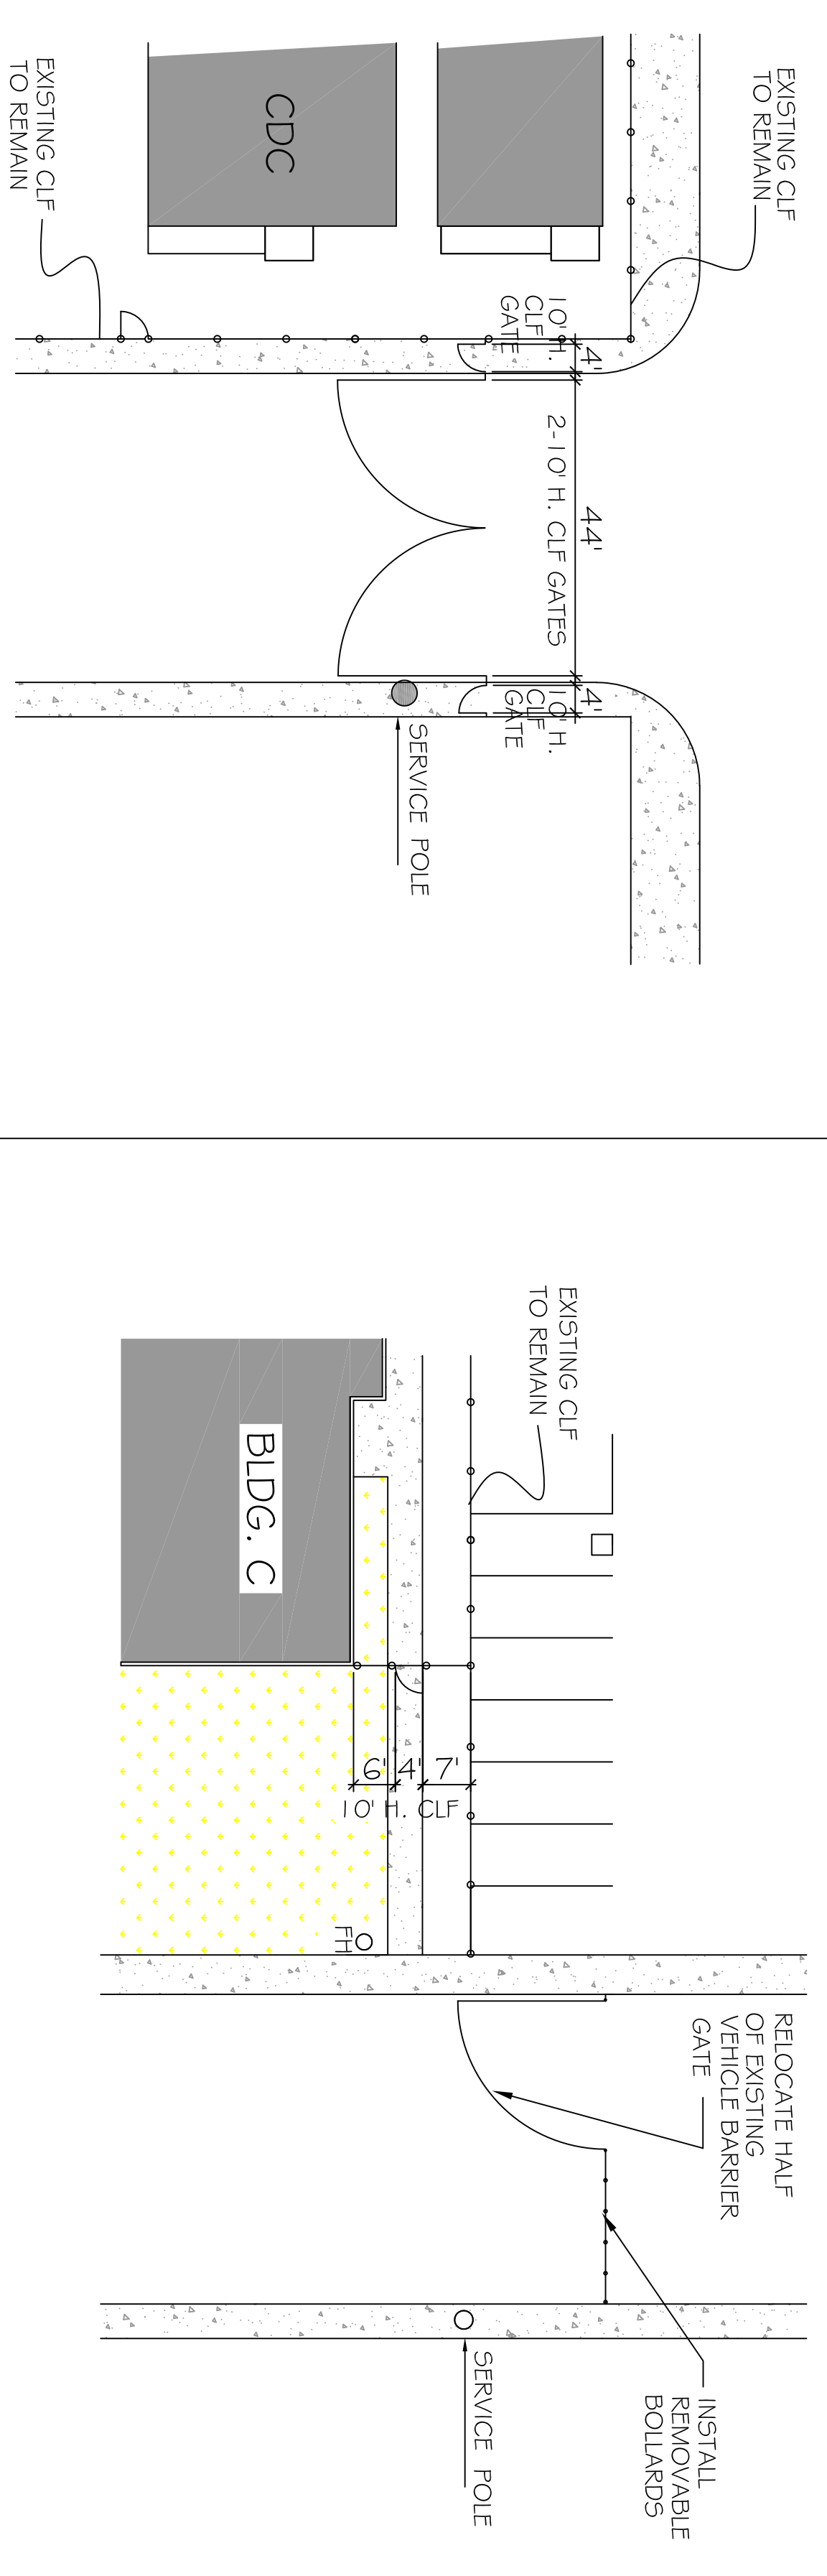 EXISTING CLF
TO REMAIN
EXISTING CLF
TO REMAIN
CDC
10' H.
CLF
GATE
4'
44'
2-10' H. CLF GATES
4'
10' H.
CLF
GATE
SERVICE POLE
EXISTING CLF
TO REMAIN
BLDG. C
6'
4'
7'
10' H. CLF
FH
RELOCATE HALF
OF EXISTING
VEHICLE BARRIER
GATE
INSTALL
REMOVABLE
BOLLARDS
SERVICE POLE